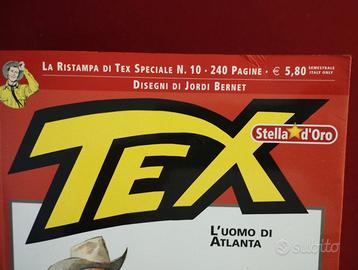 LA RISTAMPA DI TEX SPECIALE N. 10 · 240 PAGINE · € 5,80 SEMESTRALE
ITALY ONLY
DISEGNI DI JORDI BERNET
Stella d'Oro
TEX
L'UOMO DI
ATLANTA
subito